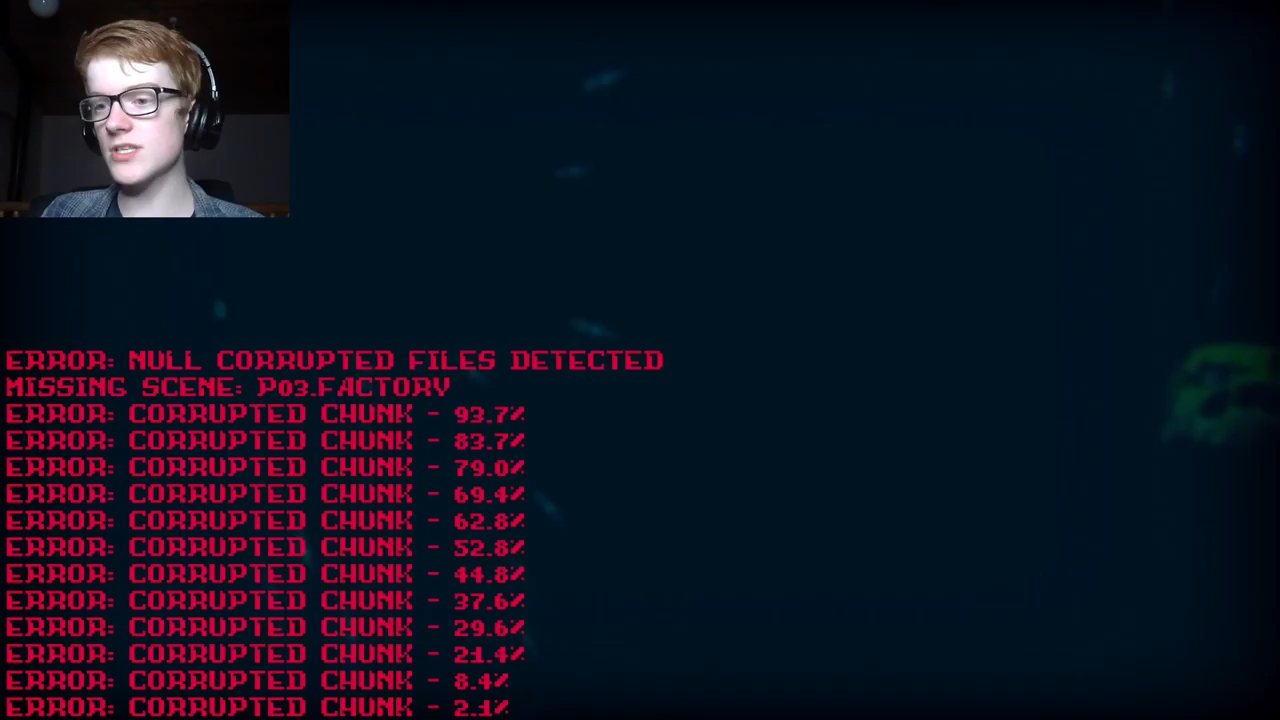 ERROR: NULL CORRUPTED FILES DETECTED
MISSING SCENE: P03.FACTORY
ERROR: CORRUPTED CHUNK - 93.7%
ERROR: CORRUPTED CHUNK - 83.7%
ERROR: CORRUPTED CHUNK - 79.0%
ERROR: CORRUPTED CHUNK - 69.4%
ERROR: CORRUPTED CHUNK - 62.8%
ERROR: CORRUPTED CHUNK - 52.8%
ERROR: CORRUPTED CHUNK - 44.8%
ERROR: CORRUPTED CHUNK - 37.6%
ERROR: CORRUPTED CHUNK - 29.6%
ERROR: CORRUPTED CHUNK - 21.4%
ERROR: CORRUPTED CHUNK - 8.4%
ERROR: CORRUPTED CHUNK - 2.1%